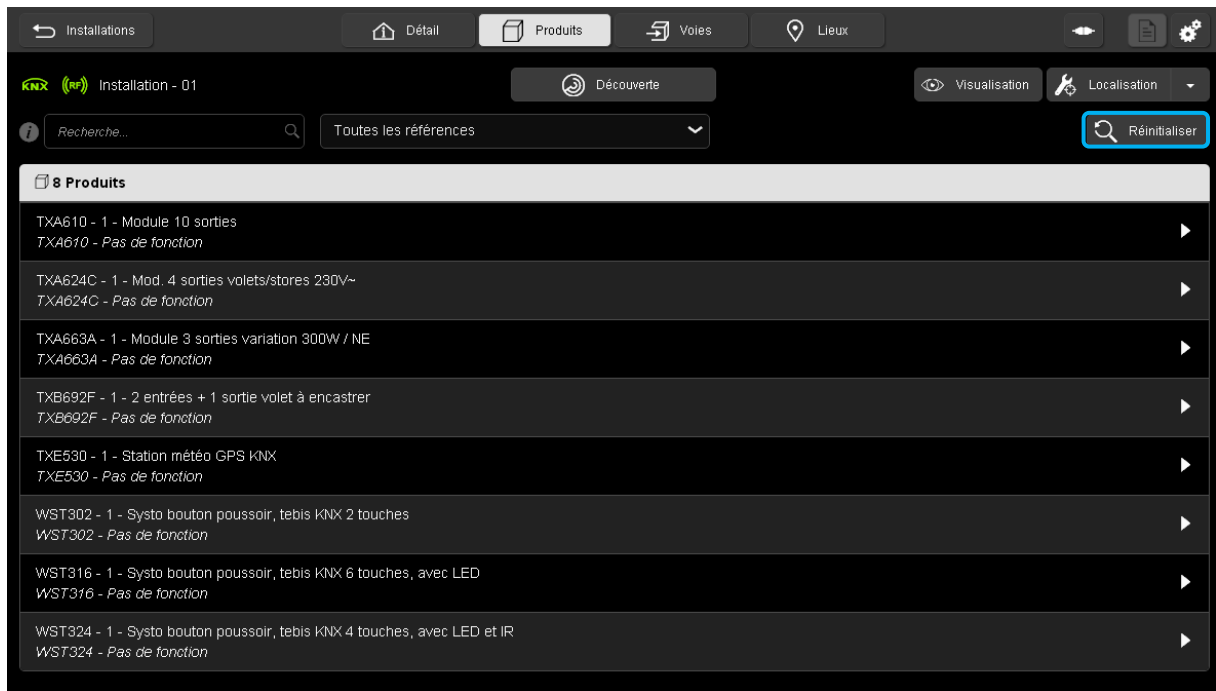 Installations
Détail
Produits
Voies
Lieux
KNX ((RF)) Installation - 01
Découverte
Visualisation
Localisation
Recherche...
Toutes les références
Réinitialiser
8 Produits
TXA610 - 1 - Module 10 sorties
TXA610 - Pas de fonction
TXA624C - 1 - Mod. 4 sorties volets/stores 230V~
TXA624C - Pas de fonction
TXA663A - 1 - Module 3 sorties variation 300W / NE
TXA663A - Pas de fonction
TXB692F - 1 - 2 entrées + 1 sortie volet à encastrer
TXB692F - Pas de fonction
TXE530 - 1 - Station météo GPS KNX
TXE530 - Pas de fonction
WST302 - 1 - Systo bouton poussoir, tebis KNX 2 touches
WST302 - Pas de fonction
WST316 - 1 - Systo bouton poussoir, tebis KNX 6 touches, avec LED
WST316 - Pas de fonction
WST324 - 1 - Systo bouton poussoir, tebis KNX 4 touches, avec LED et IR
WST324 - Pas de fonction